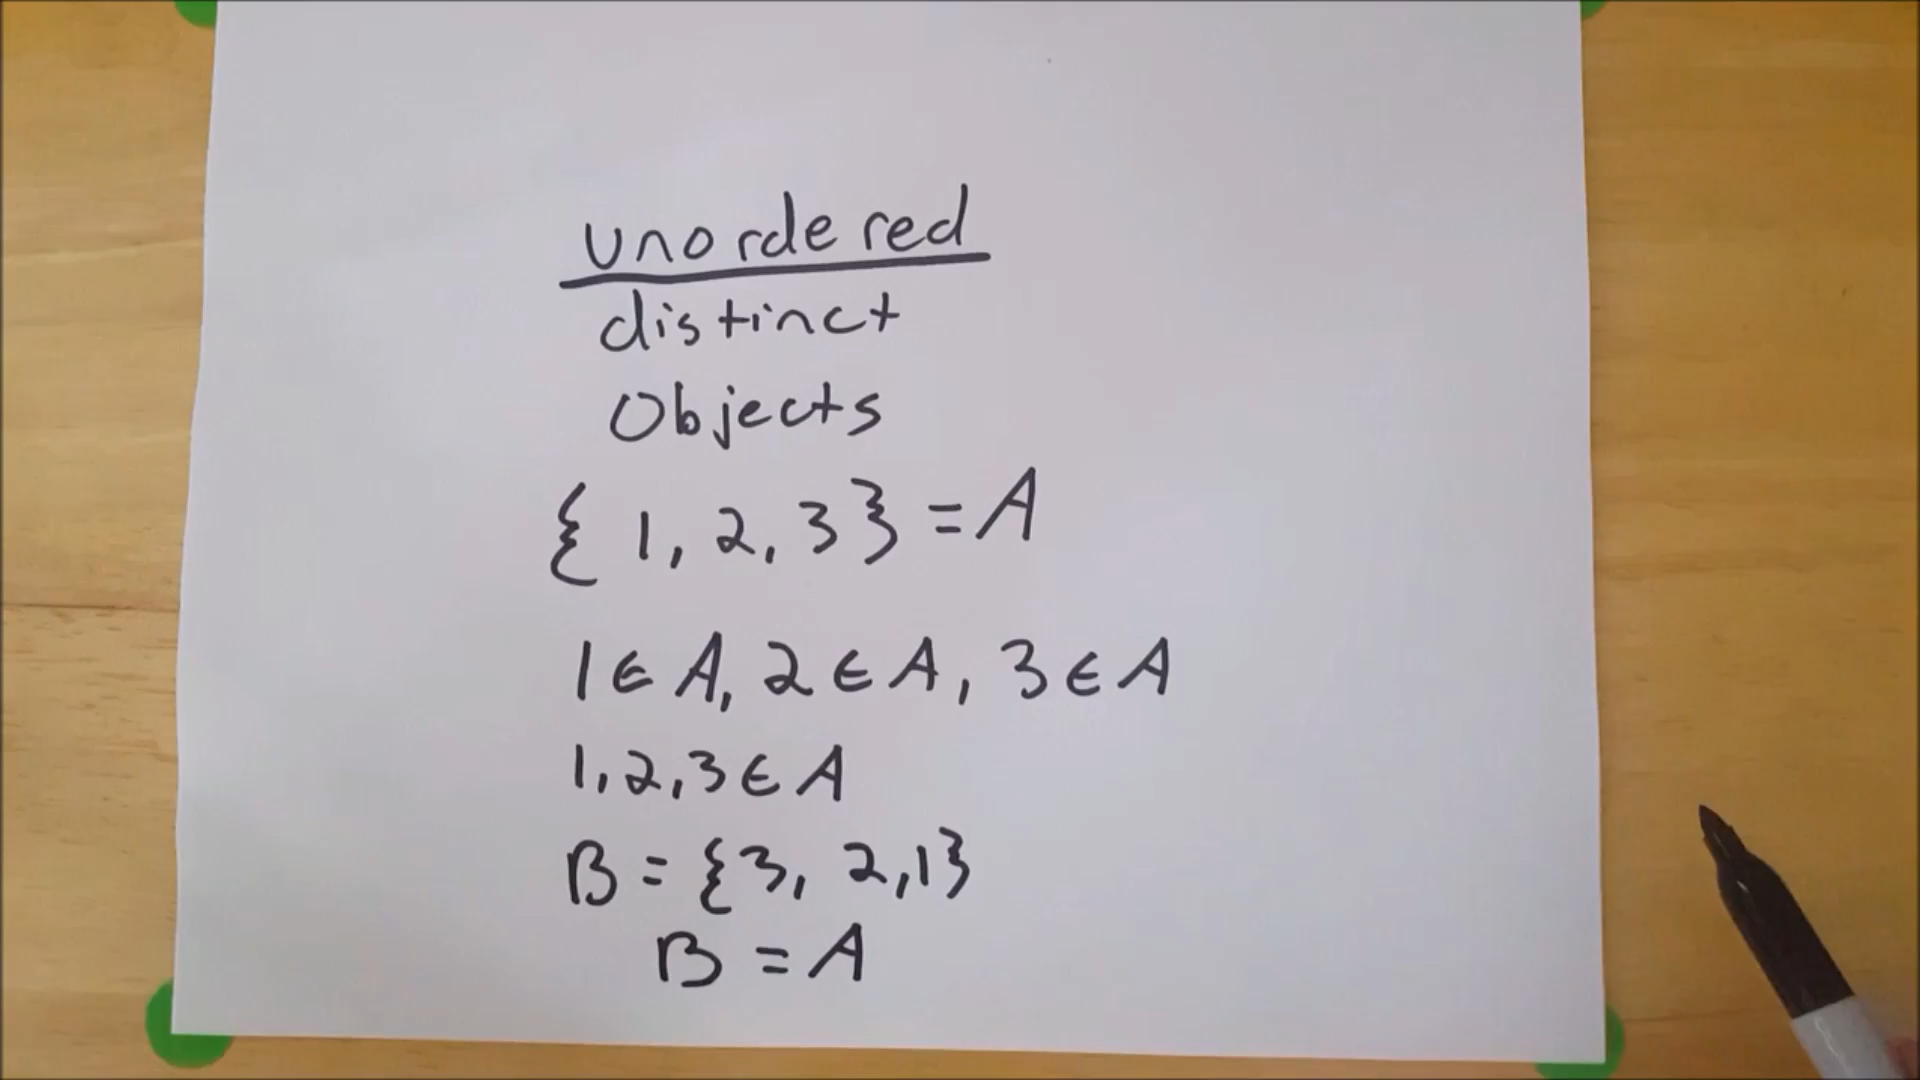 unordered
distinct
Objects
{1, 2, 3} = A
1 ∈ A, 2 ∈ A, 3 ∈ A
1, 2, 3 ∈ A
B = {3, 2, 1}
B = A